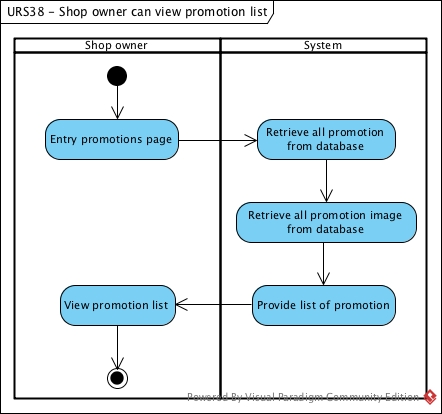 URS38 - Shop owner can view promotion list
Shop owner
System
Entry promotions page
Retrieve all promotion
from database
Retrieve all promotion image
from database
View promotion list
Provide list of promotion
Powered By Visual Paradigm Community Edition